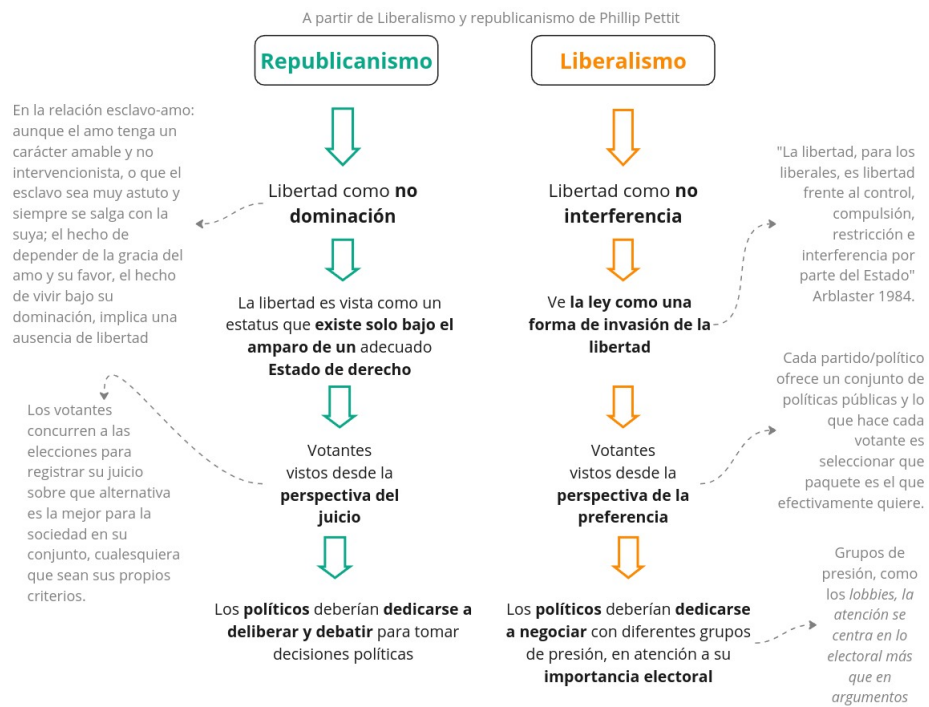 A partir de Liberalismo y republicanismo de Phillip Pettit
Republicanismo
Liberalismo
En la relación esclavo-amo:
aunque el amo tenga un
carácter amable y no
intervencionista, o que el
esclavo sea muy astuto y
siempre se salga con la
suya; el hecho de
depender de la gracia del
amo y su favor, el hecho
de vivir bajo su
dominación, implica una
ausencia de libertad
Libertad como no
dominación
Libertad como no
interferencia
"La libertad, para los
liberales, es libertad
frente al control,
compulsión,
restricción e
interferencia por
parte del Estado"
Arblaster 1984.
La libertad es vista como un
estatus que existe solo bajo el
amparo de un adecuado
Estado de derecho
Ve la ley como una
forma de invasión de la
libertad
Los votantes
concurren a las
elecciones para
registrar su juicio
sobre que alternativa
es la mejor para la
sociedad en su
conjunto, cualesquiera
que sean sus propios
criterios.
Votantes
vistos desde la
perspectiva del
juicio
Votantes
vistos desde la
perspectiva de la
preferencia
Cada partido/político
ofrece un conjunto de
políticas públicas y lo
que hace cada
votante es
seleccionar que
paquete es el que
efectivamente quiere.
Los políticos deberían dedicarse a
deliberar y debatir para tomar
decisiones políticas
Los políticos deberían dedicarse
a negociar con diferentes grupos
de presión, en atención a su
importancia electoral
Grupos de
presión, como
los lobbies, la
atención se
centra en lo
electoral más
que en
argumentos